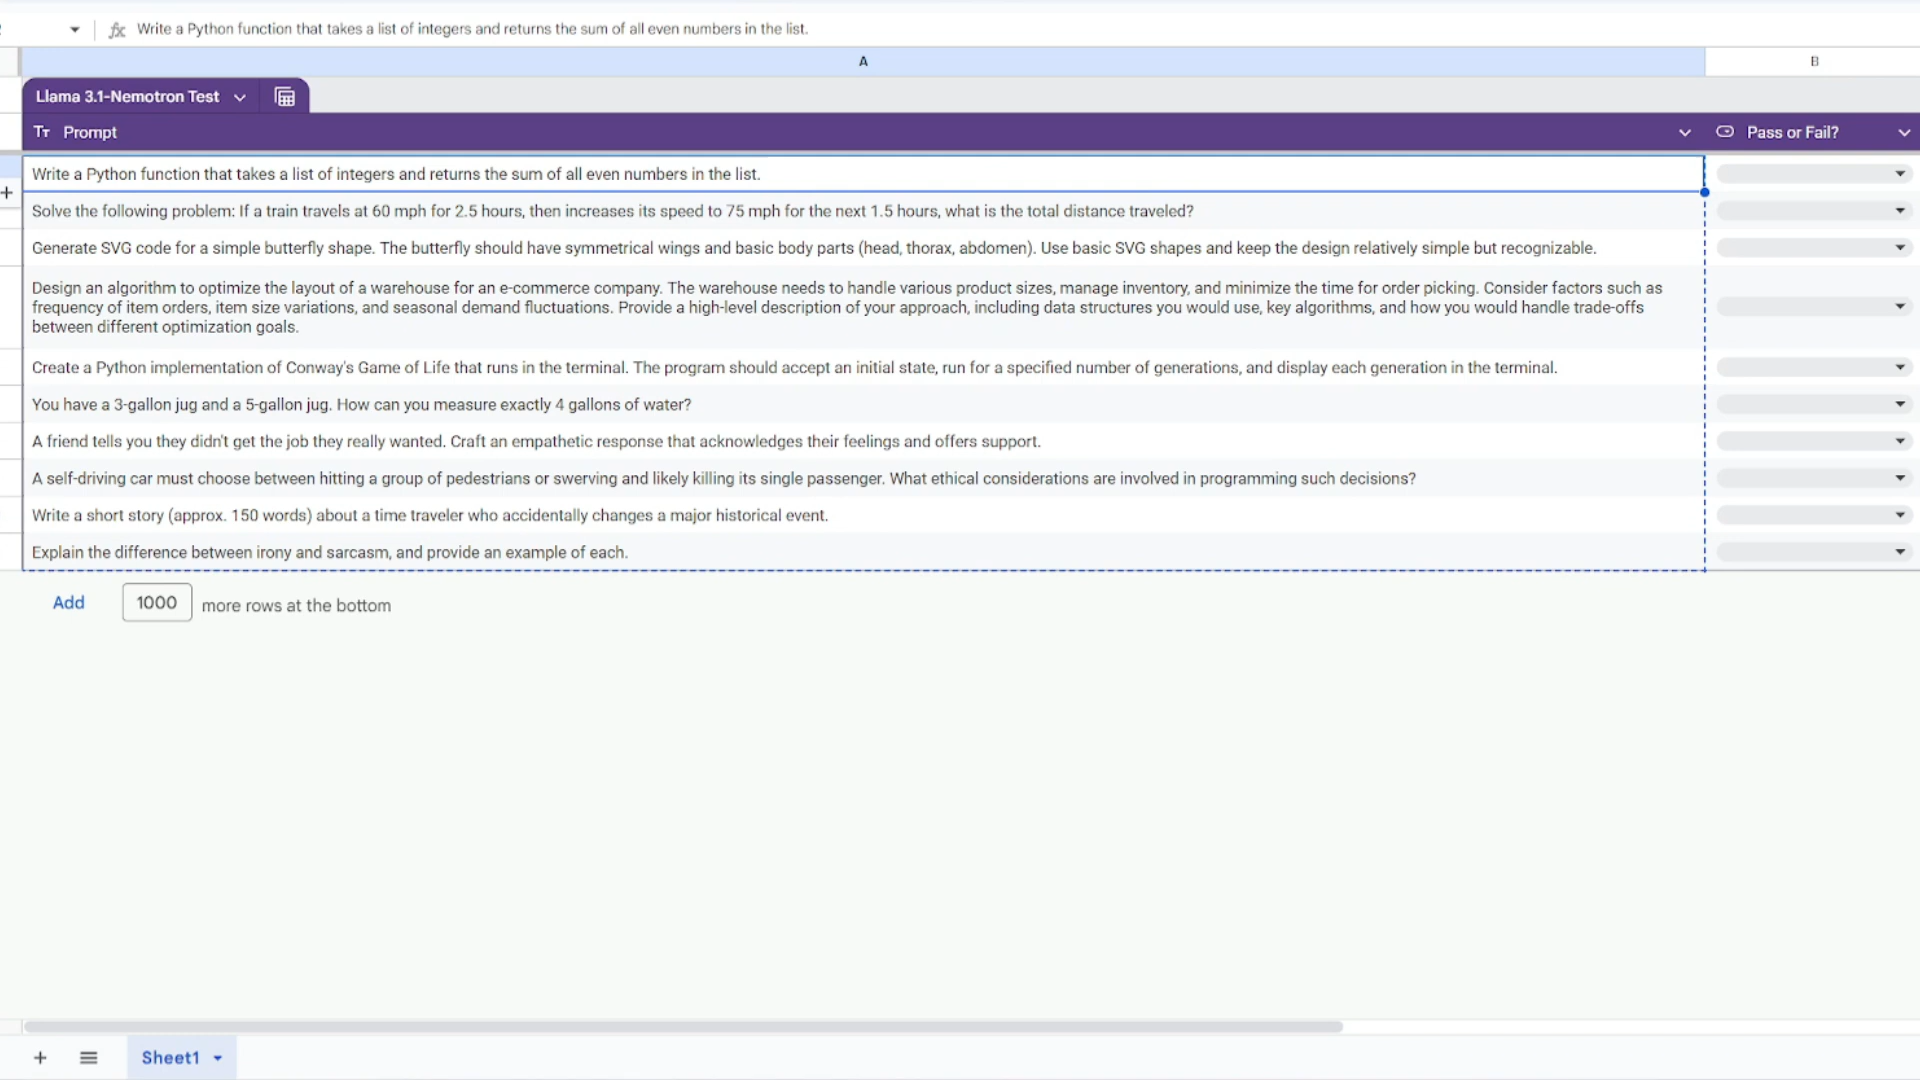 Write a Python function that takes a list of integers and returns the sum of all even numbers in the list.
A B
Llama 3.1-Nemotron Test
Tт Prompt Pass or Fail?
Write a Python function that takes a list of integers and returns the sum of all even numbers in the list.
Solve the following problem: If a train travels at 60 mph for 2.5 hours, then increases its speed to 75 mph for the next 1.5 hours, what is the total distance traveled?
Generate SVG code for a simple butterfly shape. The butterfly should have symmetrical wings and basic body parts (head, thorax, abdomen). Use basic SVG shapes and keep the design relatively simple but recognizable.
Design an algorithm to optimize the layout of a warehouse for an e-commerce company. The warehouse needs to handle various product sizes, manage inventory, and minimize the time for order picking. Consider factors such as
frequency of item orders, item size variations, and seasonal demand fluctuations. Provide a high-level description of your approach, including data structures you would use, key algorithms, and how you would handle trade-offs
between different optimization goals.
Create a Python implementation of Conway's Game of Life that runs in the terminal. The program should accept an initial state, run for a specified number of generations, and display each generation in the terminal.
You have a 3-gallon jug and a 5-gallon jug. How can you measure exactly 4 gallons of water?
A friend tells you they didn't get the job they really wanted. Craft an empathetic response that acknowledges their feelings and offers support.
A self-driving car must choose between hitting a group of pedestrians or swerving and likely killing its single passenger. What ethical considerations are involved in programming such decisions?
Write a short story (approx. 150 words) about a time traveler who accidentally changes a major historical event.
Explain the difference between irony and sarcasm, and provide an example of each.
Add 1000 more rows at the bottom
Sheet1